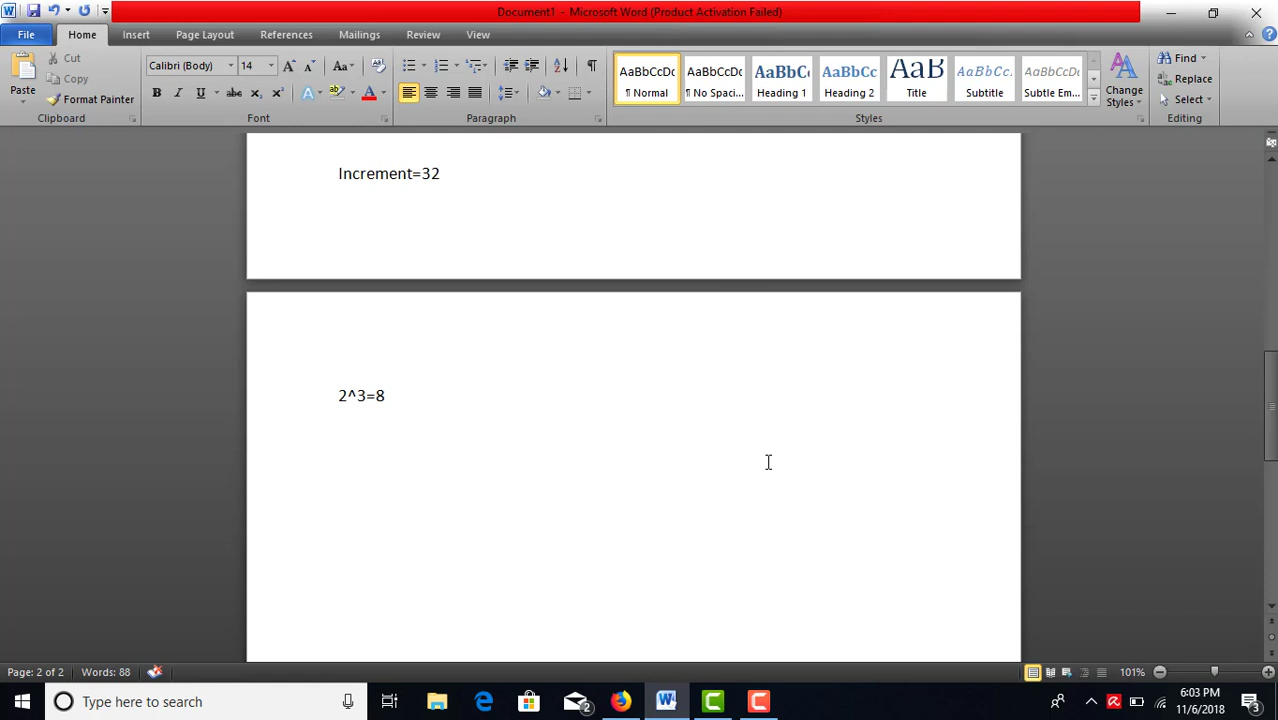 Document1 - Microsoft Word (Product Activation Failed)
File Home Insert Page Layout References Mailings Review View
Paste
Cut
Copy
Format Painter
Clipboard
Calibri (Body) 14
Font
Paragraph
AaBbCcDc AaBbCcDc AaBbCc AaBbCc AaB AaBbCc. AaBbCcDc
¶ Normal ¶ No Spaci... Heading 1 Heading 2 Title Subtitle Subtle Em...
Change
Styles
Styles
Find
Replace
Select
Editing
Increment=32
2^3=8
Page: 2 of 2 Words: 88 101%
Type here to search
2
6:03 PM
11/6/2018
3